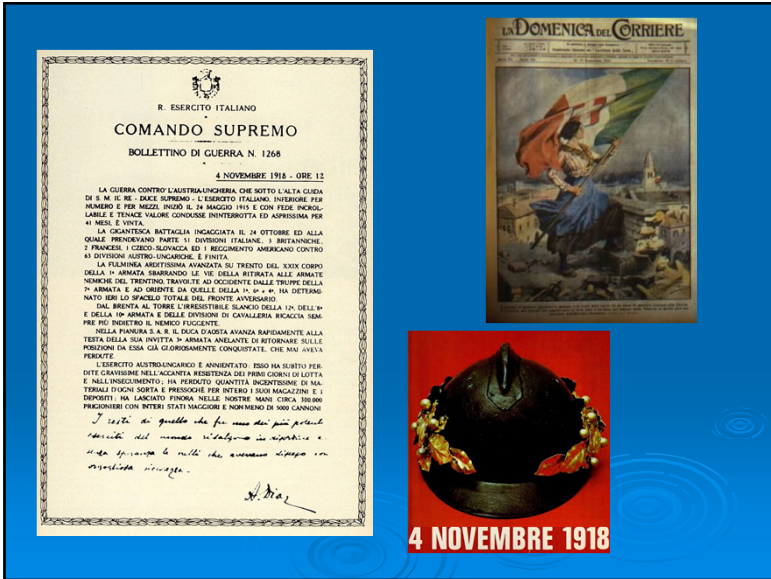 R. ESERCITO ITALIANO
COMANDO SUPREMO
BOLLETTINO DI GUERRA N. 1268
4 NOVEMBRE 1918 - ORE 12
LA GUERRA CONTRO L'AUSTRIA-UNGHERIA, CHE SOTTO L'ALTA GUIDA
DI S. M. IL RE - DUCE SUPREMO - L'ESERCITO ITALIANO, INFERIORE PER
NUMERO E PER MEZZI, INIZIÒ IL 24 MAGGIO 1915 E CON FEDE INCROL-
LABILE E TENACE VALORE CONDUSSE ININTERROTTA ED ASPRISSIMA PER
41 MESI, È VINTA.
LA GIGANTESCA BATTAGLIA INGAGGIATA IL 24 OTTOBRE ED ALLA
QUALE PRENDEVANO PARTE 51 DIVISIONI ITALIANE, 3 BRITANNICHE,
2 FRANCESI, 1 CZECO-SLOVACCA ED 1 REGGIMENTO AMERICANO CONTRO
63 DIVISIONI AUSTRO-UNGARICHE, È FINITA.
LA FULMINEA ARDITISSIMA AVANZATA SU TRENTO DEL XXIX CORPO
DELLA 1ª ARMATA SBARRANDO LE VIE DELLA RITIRATA ALLE ARMATE
NEMICHE DEL TRENTINO, TRAVOLTE AD OCCIDENTE DALLE TRUPPE DELLA
7ª ARMATA E AD ORIENTE DA QUELLE DELLA 1ª, 6ª e 4ª, HA DETERMI-
NATO IERI LO SFACELO TOTALE DEL FRONTE AVVERSARIO.
DAL BRENTA AL TORRE L'IRRESISTIBILE SLANCIO DELLA 12ª, DELL'8ª
E DELLA 10ª ARMATA E DELLE DIVISIONI DI CAVALLERIA RICACCIA SEM-
PRE PIÙ INDIETRO IL NEMICO FUGGENTE.
NELLA PIANURA S. A. R. IL DUCA D'AOSTA AVANZA RAPIDAMENTE ALLA
TESTA DELLA SUA INVITTA 3ª ARMATA ANELANTE DI RITORNARE SULLE
POSIZIONI DA ESSA GIÀ GLORIOSAMENTE CONQUISTATE, CHE MAI AVEVA
PERDUTE.
L'ESERCITO AUSTRO-UNGARICO È ANNIENTATO: ESSO HA SUBÌTO PER-
DITE GRAVISSIME NELL'ACCANITA RESISTENZA DEI PRIMI GIORNI DI LOTTA
E NELL'INSEGUIMENTO; HA PERDUTO QUANTITÀ INGENTISSIME DI MA-
TERIALI D'OGNI SORTA E PRESSOCHÈ PER INTERO I SUOI MAGAZZINI E I
DEPOSITI; HA LASCIATO FINORA NELLE NOSTRE MANI CIRCA 300.000
PRIGIONIERI CON INTERI STATI MAGGIORI E NON MENO DI 5000 CANNONI.
I resti di quello che fu uno dei più potenti
eserciti del mondo risalgono in disordine e
senza speranza le valli che avevano disceso con
orgogliosa sicurezza.
A. Diaz
LA DOMENICA DEL CORRIERE
4 NOVEMBRE 1918